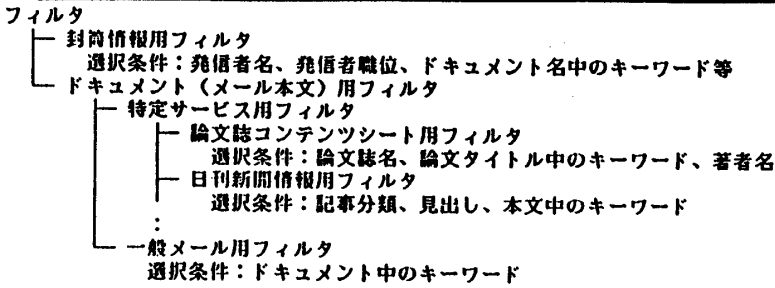 フィルタ
封筒情報用フィルタ
選択条件：発信者名、発信者職位、ドキュメント名中のキーワード等
ドキュメント（メール本文）用フィルタ
特定サービス用フィルタ
論文誌コンテンツシート用フィルタ
選択条件：論文誌名、論文タイトル中のキーワード、著者名
日刊新聞情報用フィルタ
選択条件：記事分類、見出し、本文中のキーワード
：
一般メール用フィルタ
選択条件：ドキュメント中のキーワード